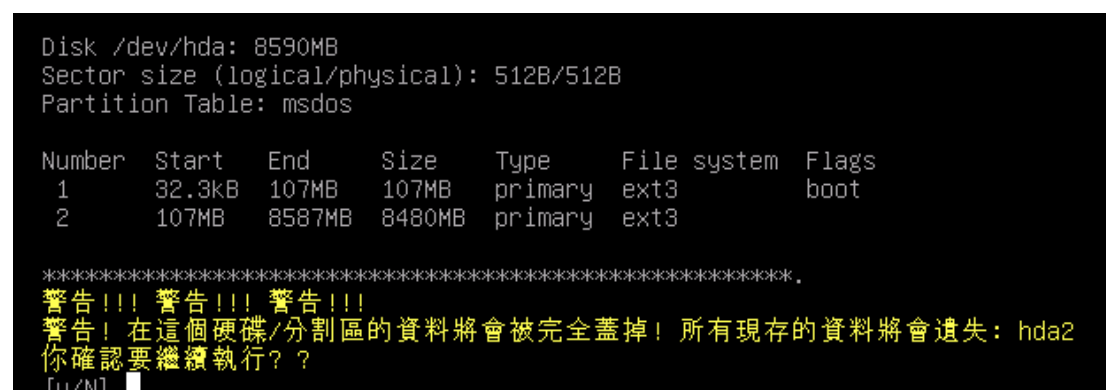 Disk /dev/hda: 8590MB
Sector size (logical/physical): 512B/512B
Partition Table: msdos
Number Start End Size Type File system Flags
1 32.3kB 107MB 107MB primary ext3 boot
2 107MB 8587MB 8480MB primary ext3
*****************************************************.
警告!!! 警告!!! 警告!!!
警告! 在這個硬碟/分割區的資料將會被完全蓋掉! 所有現存的資料將會遺失: hda2
你確認要繼續執行? ?
[y/N]